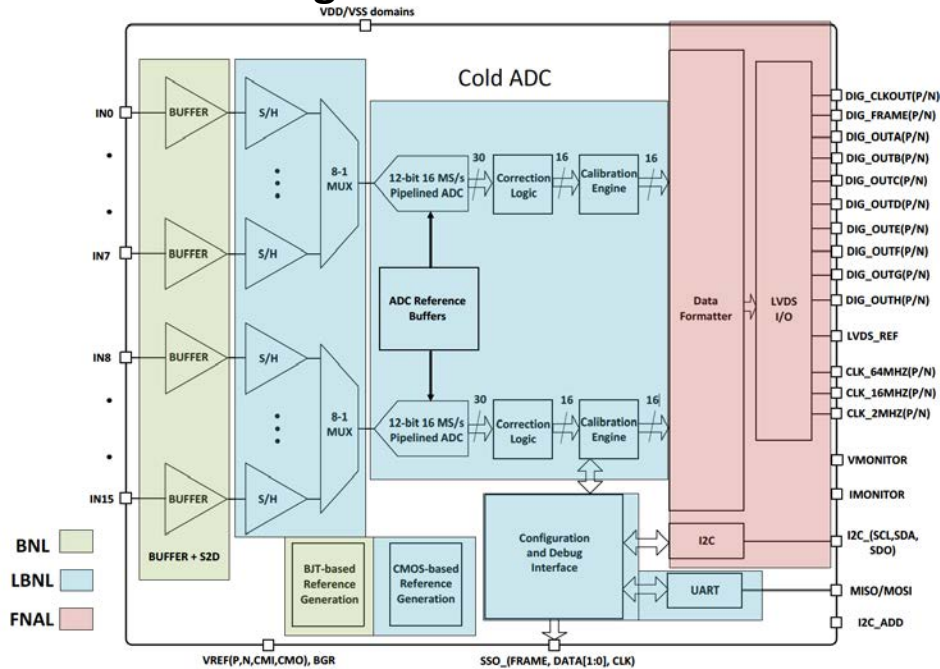 VDD/VSS domains
Cold ADC
IN0
IN7
IN8
IN15
BUFFER
S/H
8-1
MUX
BUFFER
S/H
BUFFER
S/H
8-1
MUX
BUFFER
S/H
BUFFER + S2D
12-bit 16 MS/s
Pipelined ADC
30
Correction
Logic
16
Calibration
Engine
16
ADC Reference
Buffers
12-bit 16 MS/s
Pipelined ADC
30
Correction
Logic
16
Calibration
Engine
16
Data
Formatter
LVDS
I/O
DIG_CLKOUT(P/N)
DIG_FRAME(P/N)
DIG_OUTA(P/N)
DIG_OUTB(P/N)
DIG_OUTC(P/N)
DIG_OUTD(P/N)
DIG_OUTE(P/N)
DIG_OUTF(P/N)
DIG_OUTG(P/N)
DIG_OUTH(P/N)
LVDS_REF
CLK_64MHZ(P/N)
CLK_16MHZ(P/N)
CLK_2MHZ(P/N)
VMONITOR
IMONITOR
I2C_(SCL,SDA,
SDO)
MISO/MOSI
I2C_ADD
Configuration
and Debug
Interface
I2C
UART
BJT-based
Reference
Generation
CMOS-based
Reference
Generation
BNL
LBNL
FNAL
VREF(P,N,CMI,CMO), BGR
SSO_(FRAME, DATA[1:0], CLK)